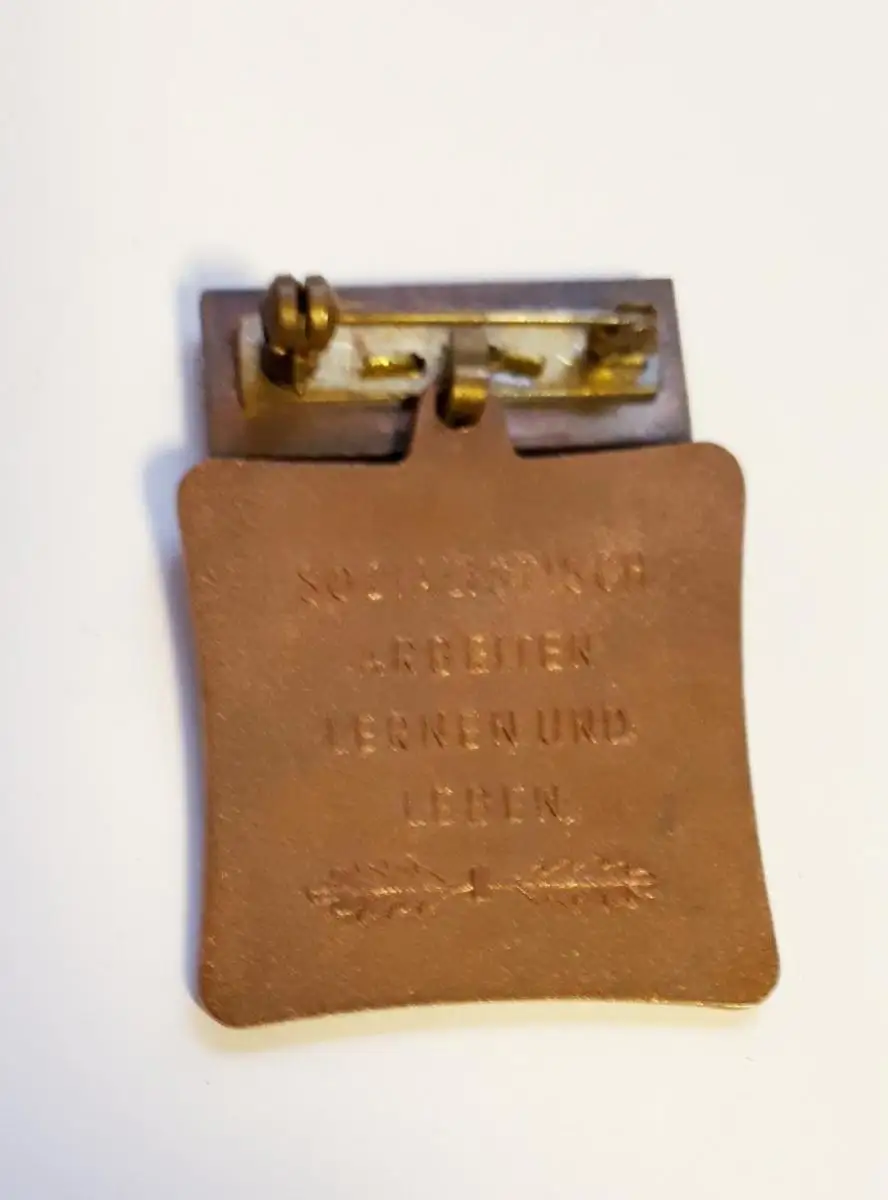 SOZIALISTISCH
ARBEITEN
LERNEN UND
LEBEN